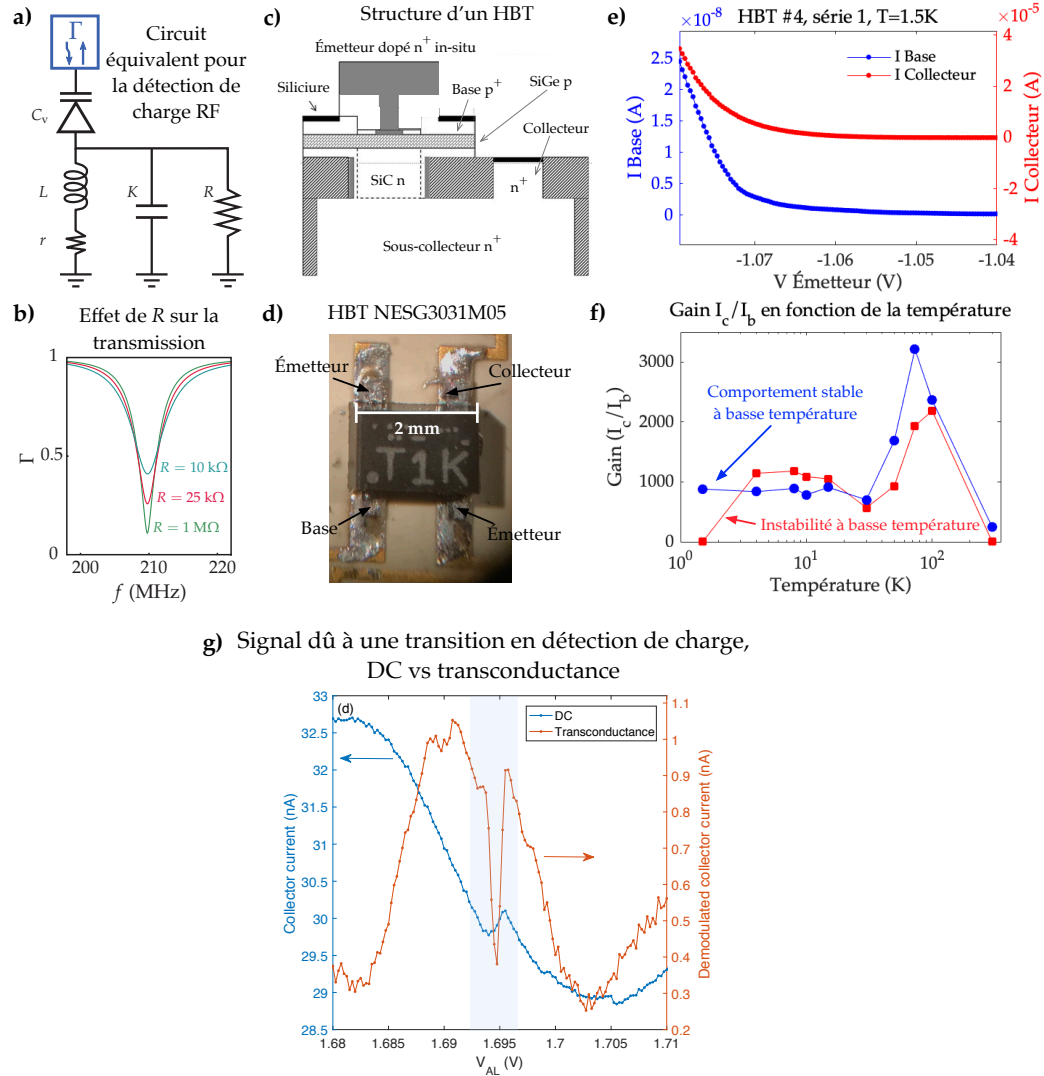 a)
Γ
Circuit
équivalent pour
la détection de
charge RF
Cv
L
K
R
r
b)
Effet de R sur la
transmission
1
0.5
0
Γ
R = 10 kΩ
R = 25 kΩ
R = 1 MΩ
200
210
220
f (MHz)
c)
Structure d'un HBT
Émetteur dopé n+ in-situ
Siliciure
Base p+
SiGe p
Collecteur
SiC n
n+
Sous-collecteur n+
d)
HBT NESG3031M05
Émetteur
Collecteur
2 mm
.T1K
Base
Émetteur
e)
HBT #4, série 1, T=1.5K
×10-8
×10-5
2.5
2
1.5
1
0.5
0
I Base (A)
I Base
I Collecteur
4
2
0
-2
-4
I Collecteur (A)
-1.07
-1.06
-1.05
-1.04
V Émetteur (V)
f)
Gain Ic/Ib en fonction de la température
3000
2000
1000
0
Gain (Ic/Ib)
Comportement stable
à basse température
Instabilité à basse température
100
101
102
Température (K)
g)
Signal dû à une transition en détection de charge,
DC vs transconductance
(d)
DC
Transconductance
33
32.5
32
31.5
31
30.5
30
29.5
29
28.5
Collector current (nA)
1.1
1
0.9
0.8
0.7
0.6
0.5
0.4
0.3
0.2
Demodulated collector current (nA)
1.68
1.685
1.69
1.695
1.7
1.705
1.71
VAL (V)